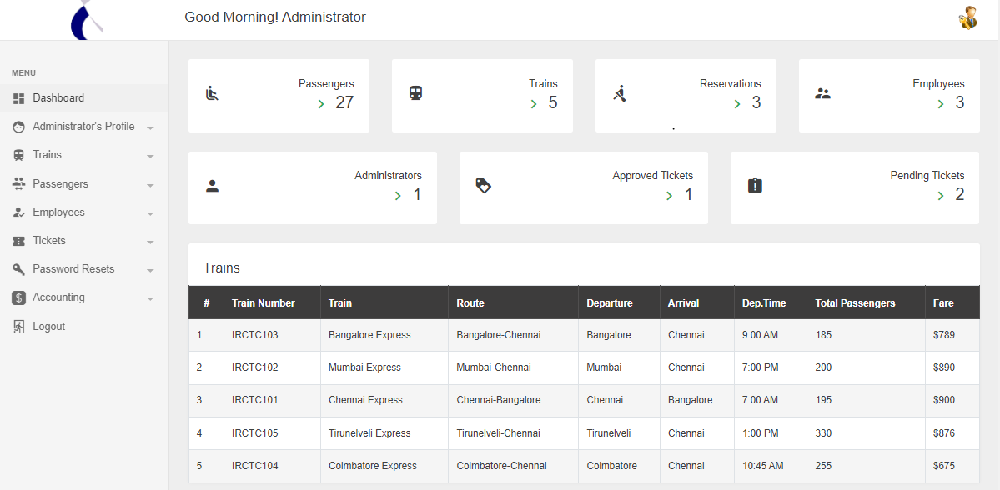 Good Morning! Administrator
MENU
Dashboard
Administrator's Profile
Trains
Passengers
Employees
Tickets
Password Resets
$ Accounting
Logout
Passengers
> 27
Trains
> 5
Reservations
> 3
.
Employees
> 3
Administrators
> 1
Approved Tickets
> 1
Pending Tickets
> 2
Trains
# Train Number Train Route Departure Arrival Dep.Time Total Passengers Fare
1 IRCTC103 Bangalore Express Bangalore-Chennai Bangalore Chennai 9:00 AM 185 $789
2 IRCTC102 Mumbai Express Mumbai-Chennai Mumbai Chennai 7:00 PM 200 $890
3 IRCTC101 Chennai Express Chennai-Bangalore Chennai Bangalore 7:00 AM 195 $900
4 IRCTC105 Tirunelveli Express Tirunelveli-Chennai Tirunelveli Chennai 1:00 PM 330 $876
5 IRCTC104 Coimbatore Express Coimbatore-Chennai Coimbatore Chennai 10:45 AM 255 $675